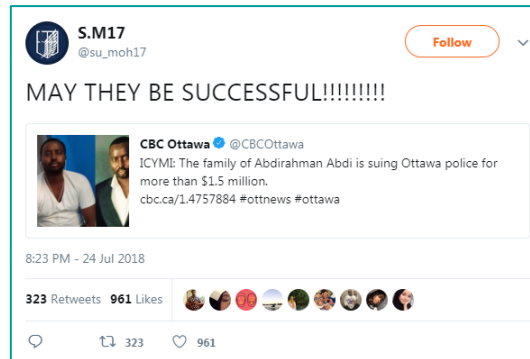 S.M17
@su_moh17
Follow
MAY THEY BE SUCCESSFUL!!!!!!!!!
CBC Ottawa @CBCOttawa
ICYMI: The family of Abdirahman Abdi is suing Ottawa police for
more than $1.5 million.
cbc.ca/1.4757884 #ottnews #ottawa
8:23 PM - 24 Jul 2018
323 Retweets 961 Likes
323 961